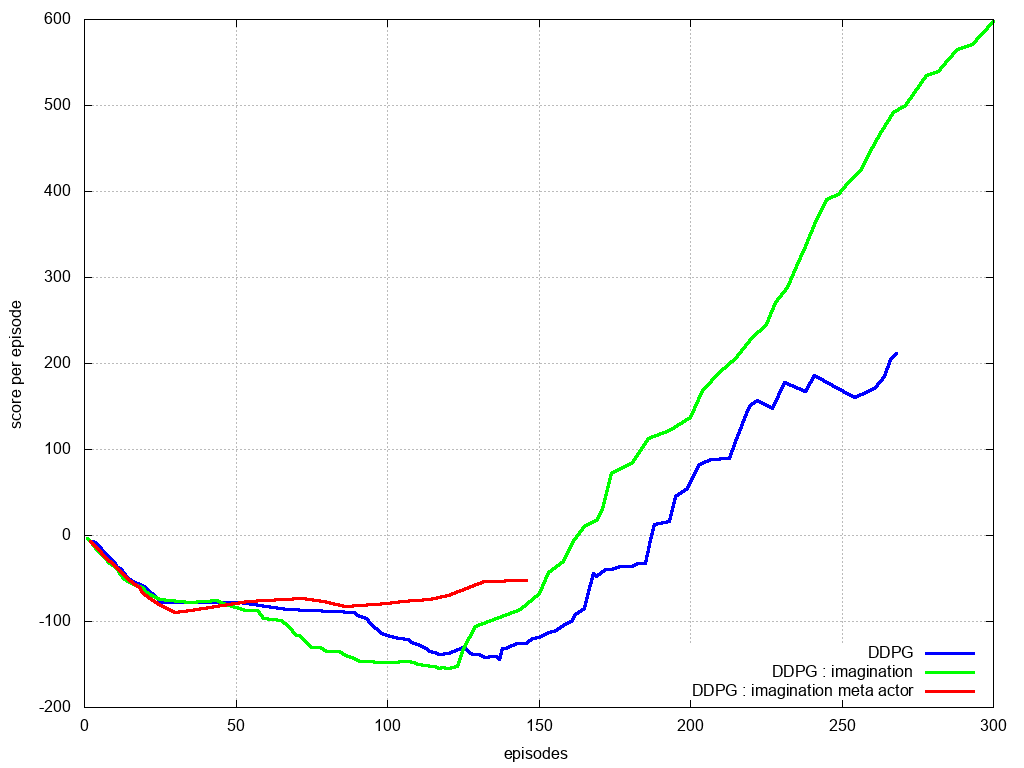 600
500
400
300
200
100
0
-100
-200
score per episode
0 50 100 150 200 250 300
episodes
DDPG
DDPG : imagination
DDPG : imagination meta actor